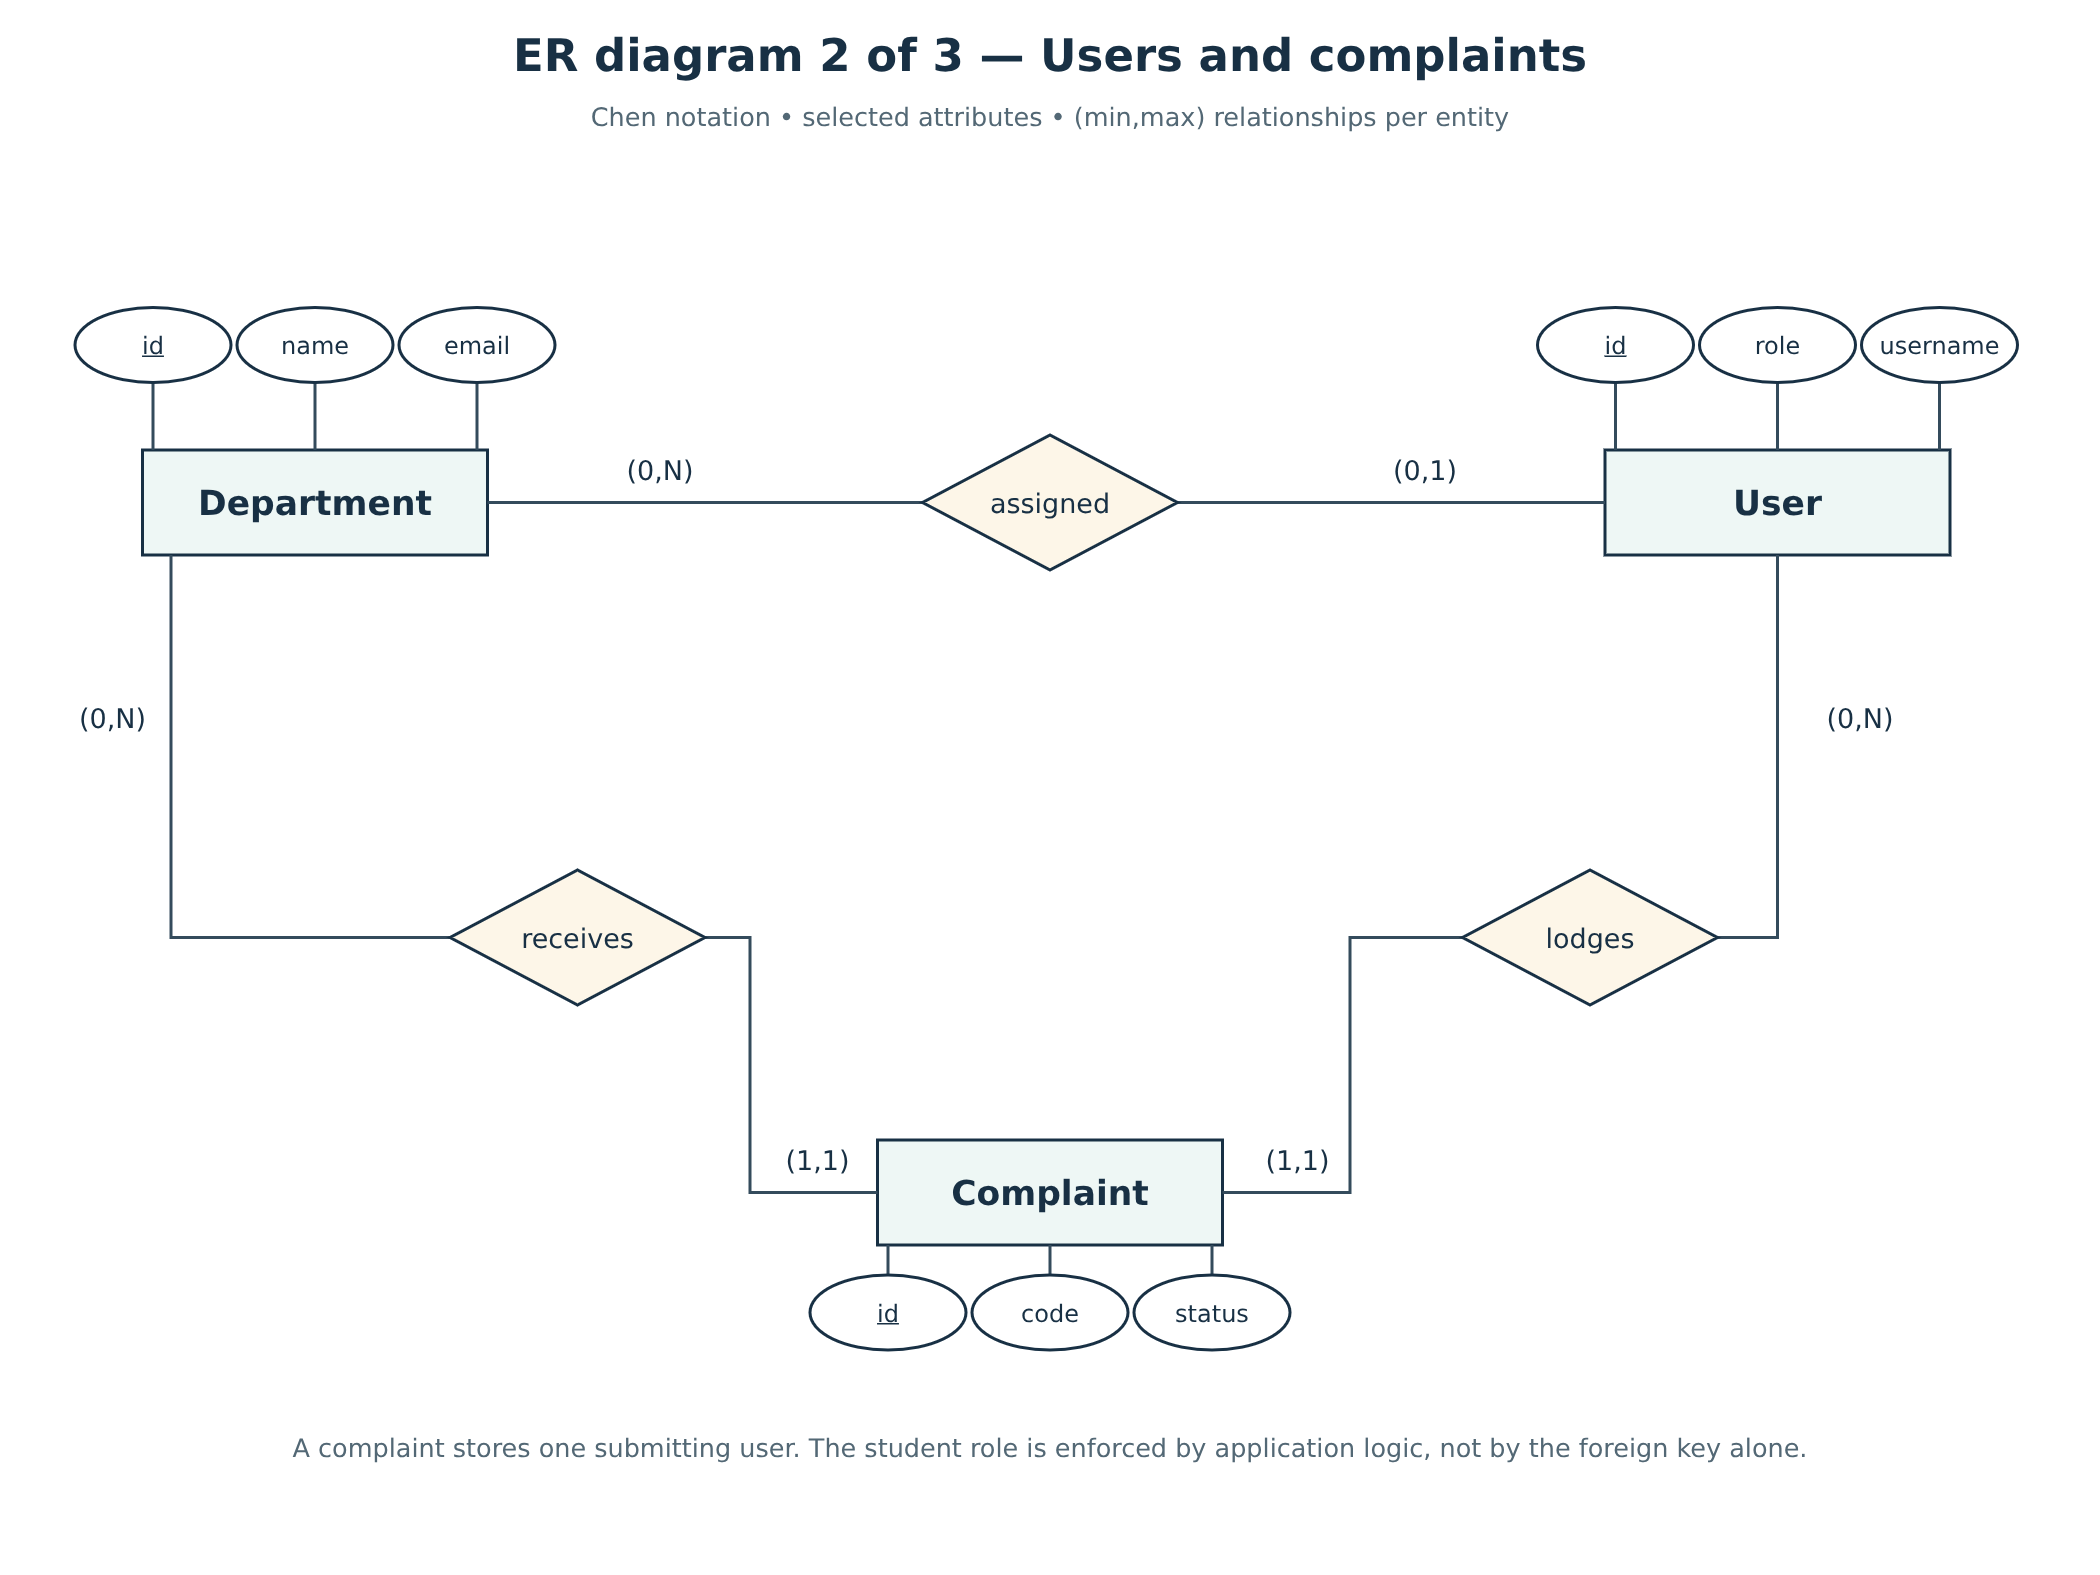 ER diagram 2 of 3 — Users and complaints
Chen notation • selected attributes • (min,max) relationships per entity
id name email
id role username
(0,N) assigned (0,1)
Department
User
(0,N)
(0,N)
receives
lodges
(1,1)
(1,1)
Complaint
id code status
A complaint stores one submitting user. The student role is enforced by application logic, not by the foreign key alone.